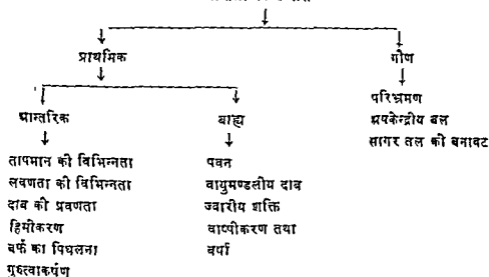 प्राथमिक
गौण
आन्तरिक
बाह्य
परिभ्रमण
अपकेन्द्रीय बल
सागर तल की बनावट
तापमान की विभिन्नता
लवणता की विभिन्नता
दाब की प्रवणता
हिमीकरण
बर्फ का पिघलना
गुरुत्वाकर्षण
पवन
वायुमण्डलीय दाब
ज्वारीय शक्ति
वाष्पीकरण तथा
वर्षा